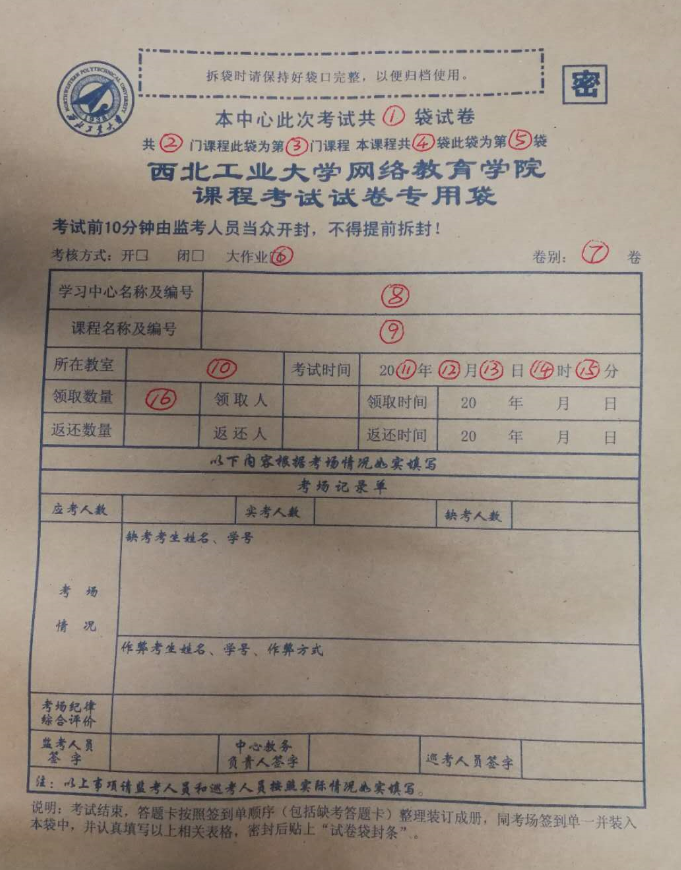 拆袋时请保持好袋口完整，以便归档使用。
密
NORTHWESTERN POLYTECHNICAL UNIVERSITY
1938
西北工业大学
本中心此次考试共①袋试卷
共②门课程此袋为第③门课程 本课程共④袋此袋为第⑤袋
西北工业大学网络教育学院
课程考试试卷专用袋
考试前10分钟由监考人员当众开封，不得提前拆封！
考核方式：开□ 闭□ 大作业□⑥ 卷别：⑦卷
学习中心名称及编号 ⑧
课程名称及编号 ⑨
所在教室 ⑩ 考试时间 20⑪年⑫月⑬日⑭时⑮分
领取数量 ⑯ 领取人 领取时间 20 年 月 日
返还数量 返还人 返还时间 20 年 月 日
以下内容根据考场情况如实填写
考场记录单
应考人数 实考人数 缺考人数
缺考考生姓名、学号
考场
情况
作弊考生姓名、学号、作弊方式
考场纪律
综合评价
监考人员
签字
中心教务
负责人签字
巡考人员签字
注：以上事项请监考人员和巡考人员按照实际情况如实填写。
说明：考试结束，答题卡按照签到单顺序（包括缺考答题卡）整理装订成册，同考场签到单一并装入
本袋中，并认真填写以上相关表格，密封后贴上“试卷袋封条”。